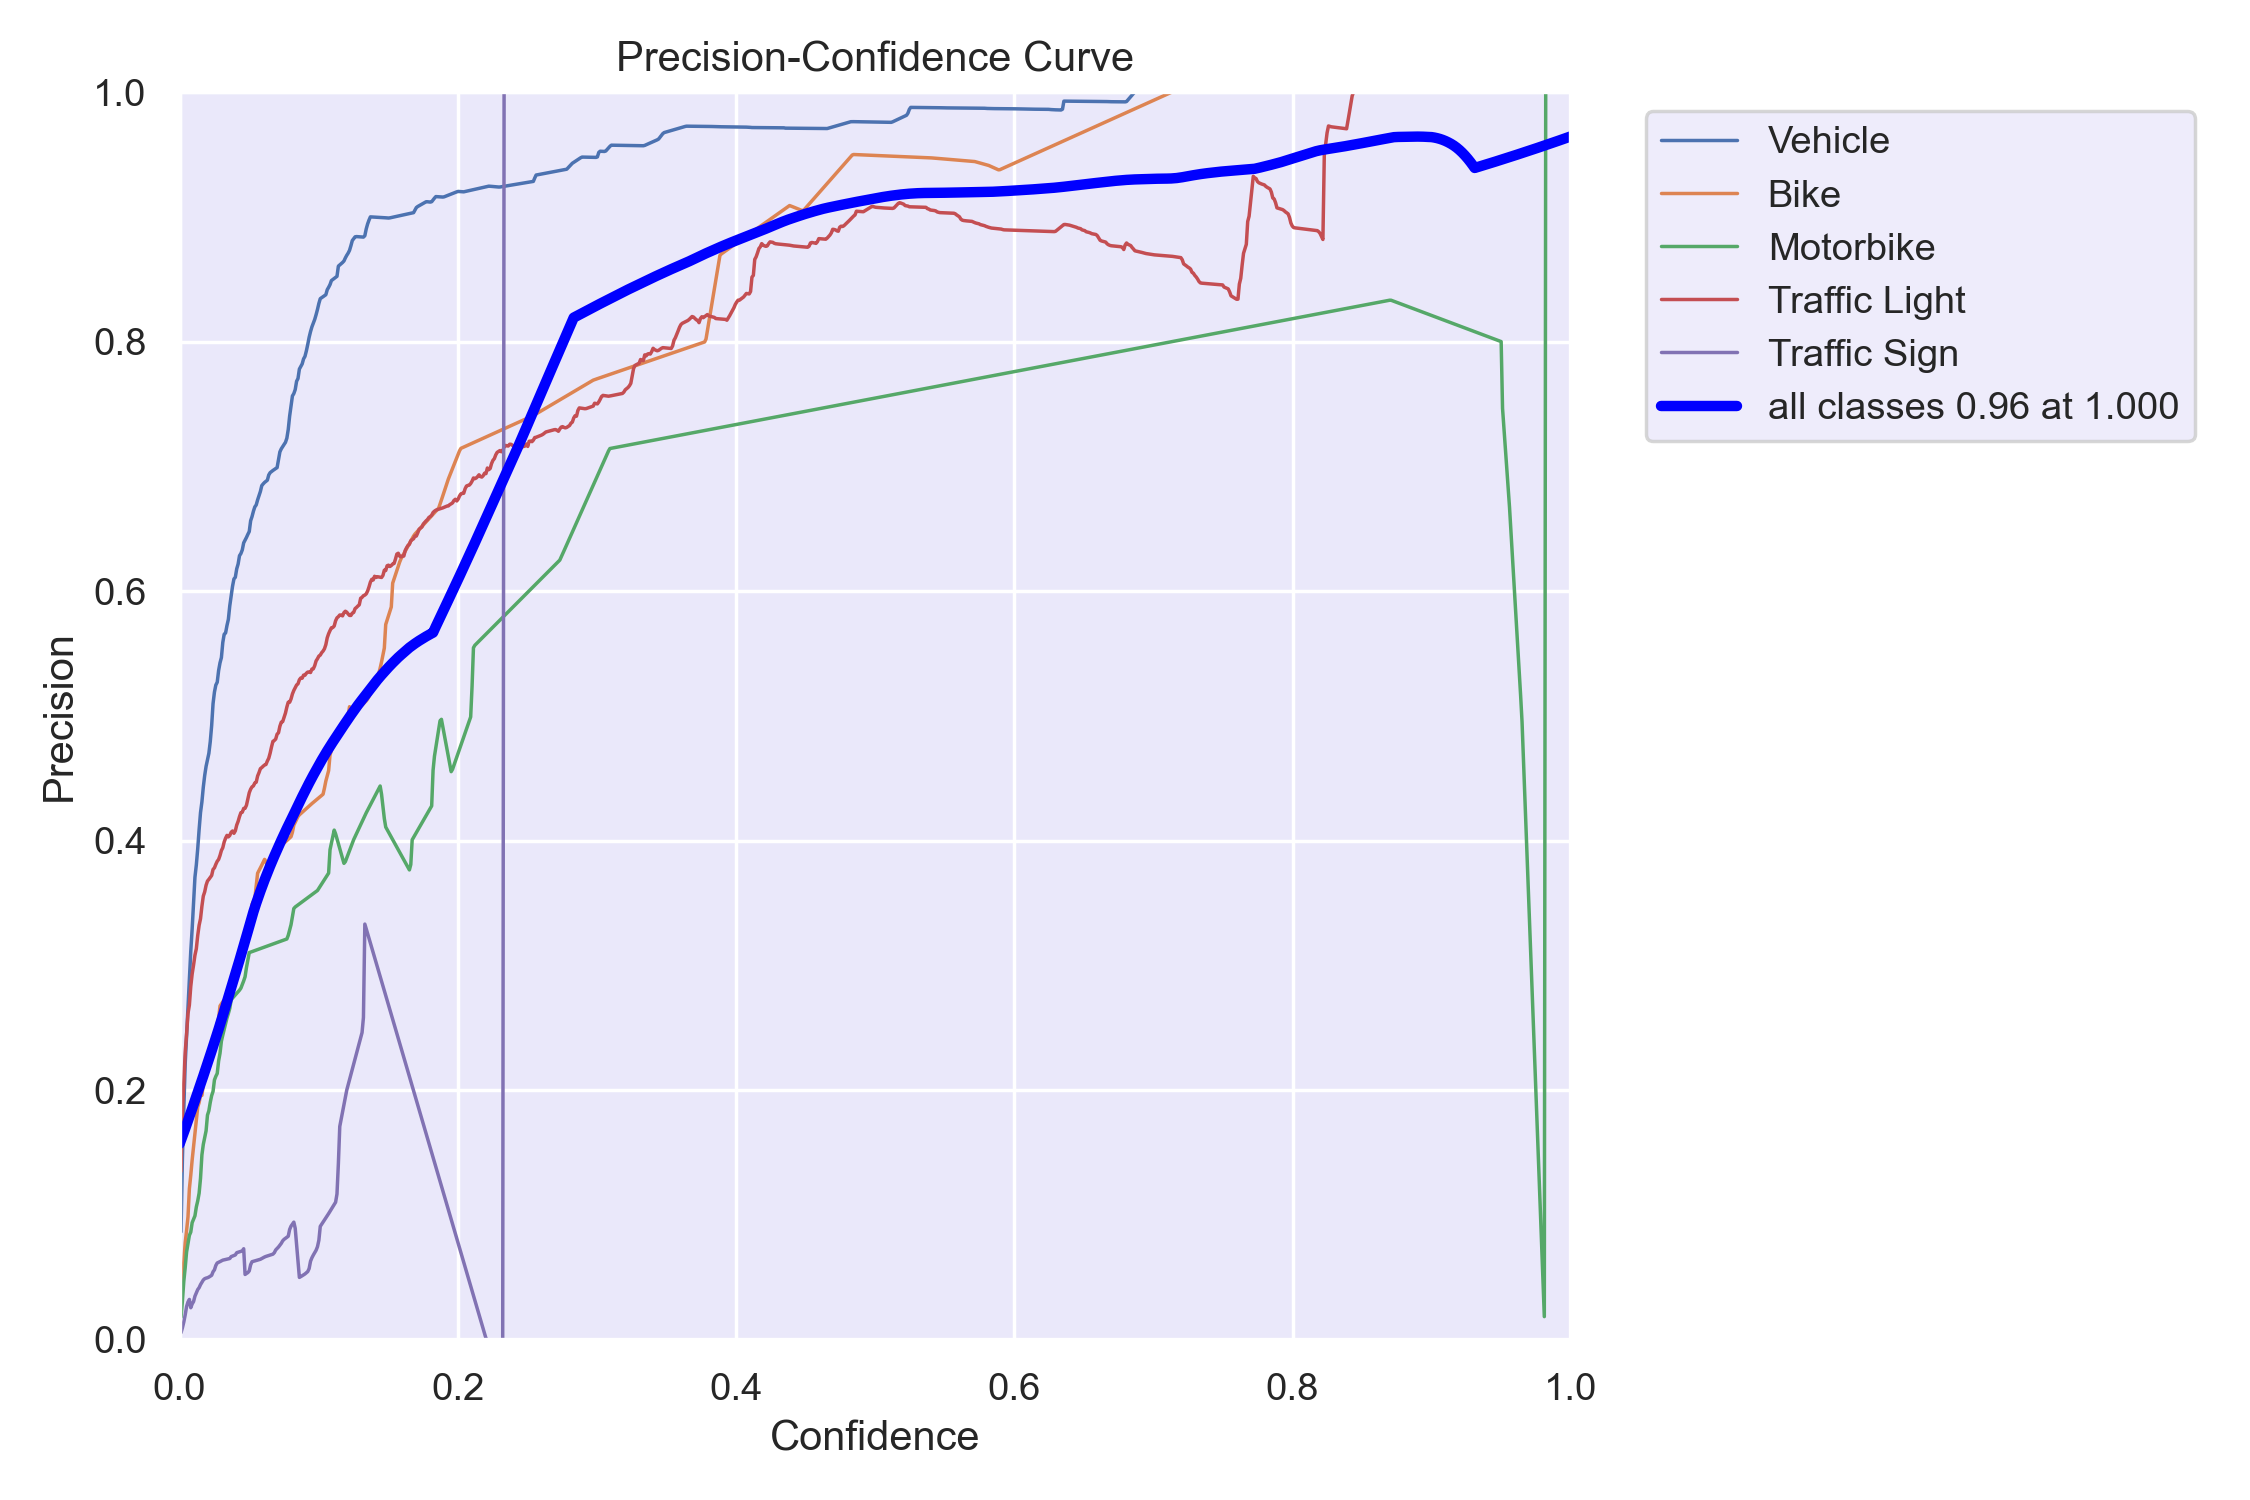 Precision-Confidence Curve
1.0
0.8
0.6
0.4
0.2
0.0
Precision
0.0 0.2 0.4 0.6 0.8 1.0
Confidence
Vehicle
Bike
Motorbike
Traffic Light
Traffic Sign
all classes 0.96 at 1.000